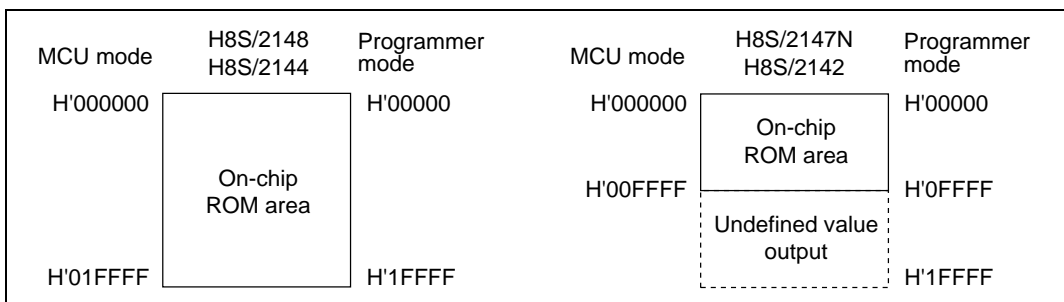 MCU mode
H8S/2148
H8S/2144
Programmer
mode
H'000000
H'00000
On-chip
ROM area
H'01FFFF
H'1FFFF
MCU mode
H8S/2147N
H8S/2142
Programmer
mode
H'000000
H'00000
On-chip
ROM area
H'00FFFF
H'0FFFF
Undefined value
output
H'1FFFF